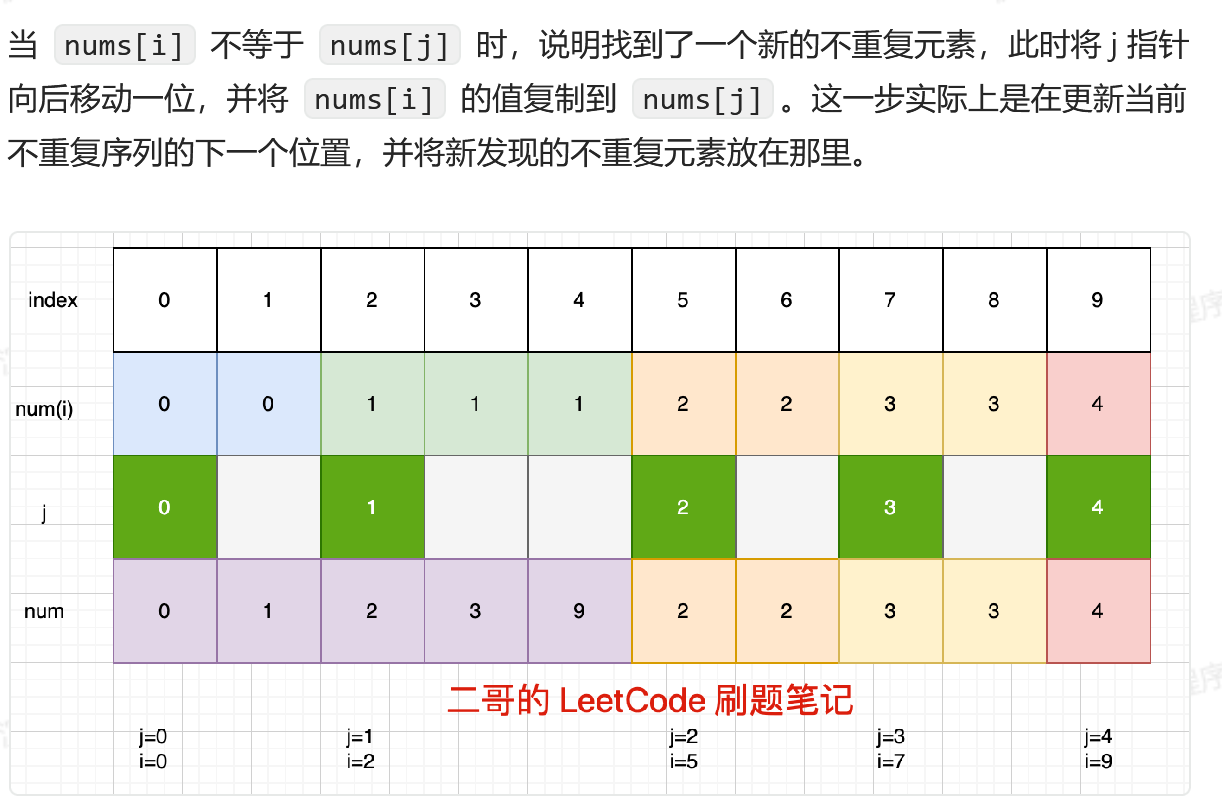 当 nums[i] 不等于 nums[j] 时，说明找到了一个新的不重复元素，此时将 j 指针
向后移动一位，并将 nums[i] 的值复制到 nums[j] 。这一步实际上是在更新当前
不重复序列的下一个位置，并将新发现的不重复元素放在那里。
index 0 1 2 3 4 5 6 7 8 9
num(i) 0 0 1 1 1 2 2 3 3 4
j 0 1 2 3 4
num 0 1 2 3 9 2 2 3 3 4
二哥的 LeetCode 刷题笔记
j=0 j=1 j=2 j=3 j=4
i=0 i=2 i=5 i=7 i=9